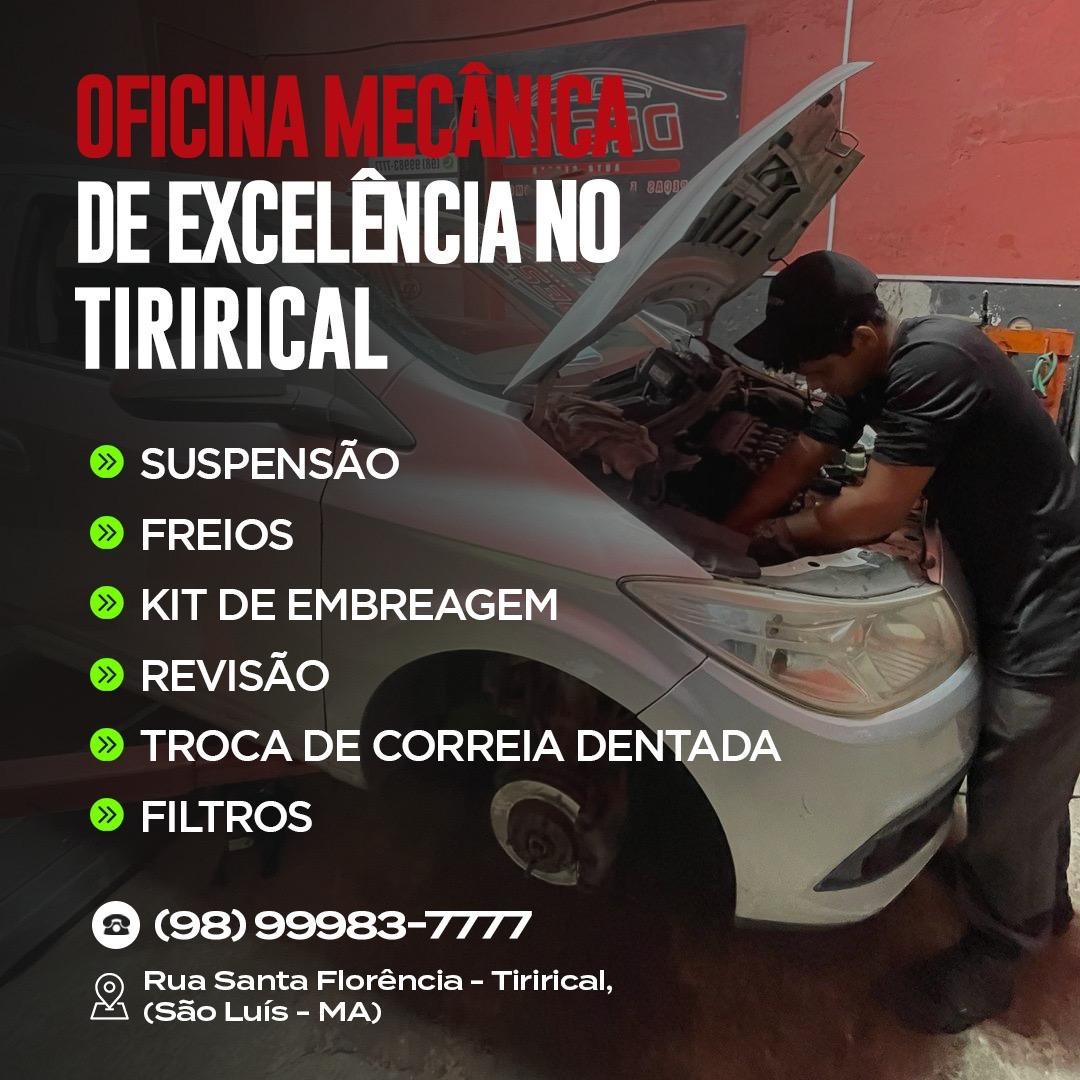 OFICINA MECÂNICA
DE EXCELÊNCIA NO
TIRIRICAL
SUSPENSÃO
FREIOS
KIT DE EMBREAGEM
REVISÃO
TROCA DE CORREIA DENTADA
FILTROS
(98) 99983-7777
Rua Santa Florência - Tirirical,
(São Luís - MA)